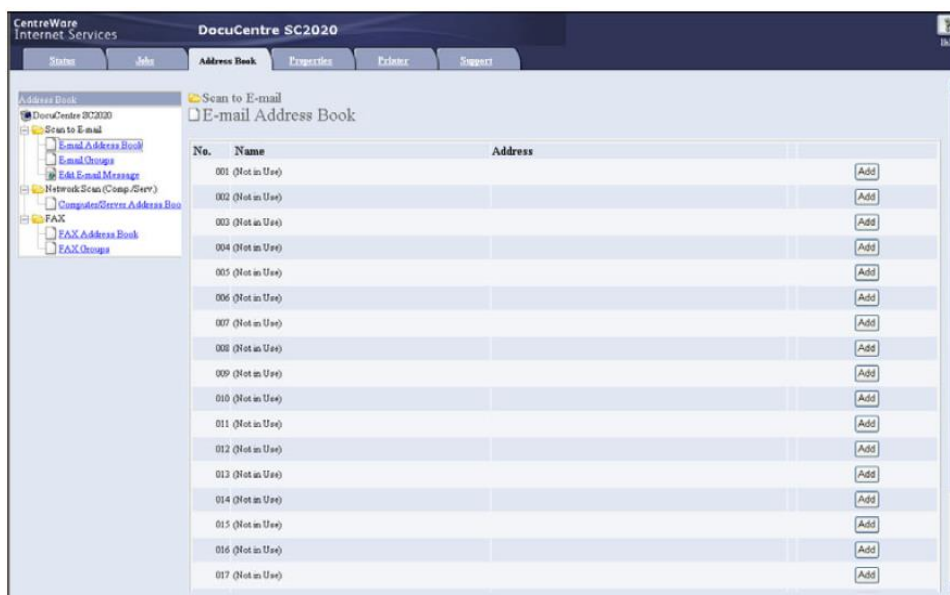 CentreWare
Internet Services
DocuCentre SC2020
Status
Jobs
Address Book
Properties
Printer
Support
Address Book
DocuCentre SC2020
Scan to E-mail
E-mail Address Book
E-mail Groups
Edit E-mail Message
Network Scan (Comp./Serv.)
Computer/Server Address Boo
FAX
FAX Address Book
FAX Groups
Scan to E-mail
E-mail Address Book
No. Name Address
001 (Not in Use) Add
002 (Not in Use) Add
003 (Not in Use) Add
004 (Not in Use) Add
005 (Not in Use) Add
006 (Not in Use) Add
007 (Not in Use) Add
008 (Not in Use) Add
009 (Not in Use) Add
010 (Not in Use) Add
011 (Not in Use) Add
012 (Not in Use) Add
013 (Not in Use) Add
014 (Not in Use) Add
015 (Not in Use) Add
016 (Not in Use) Add
017 (Not in Use) Add